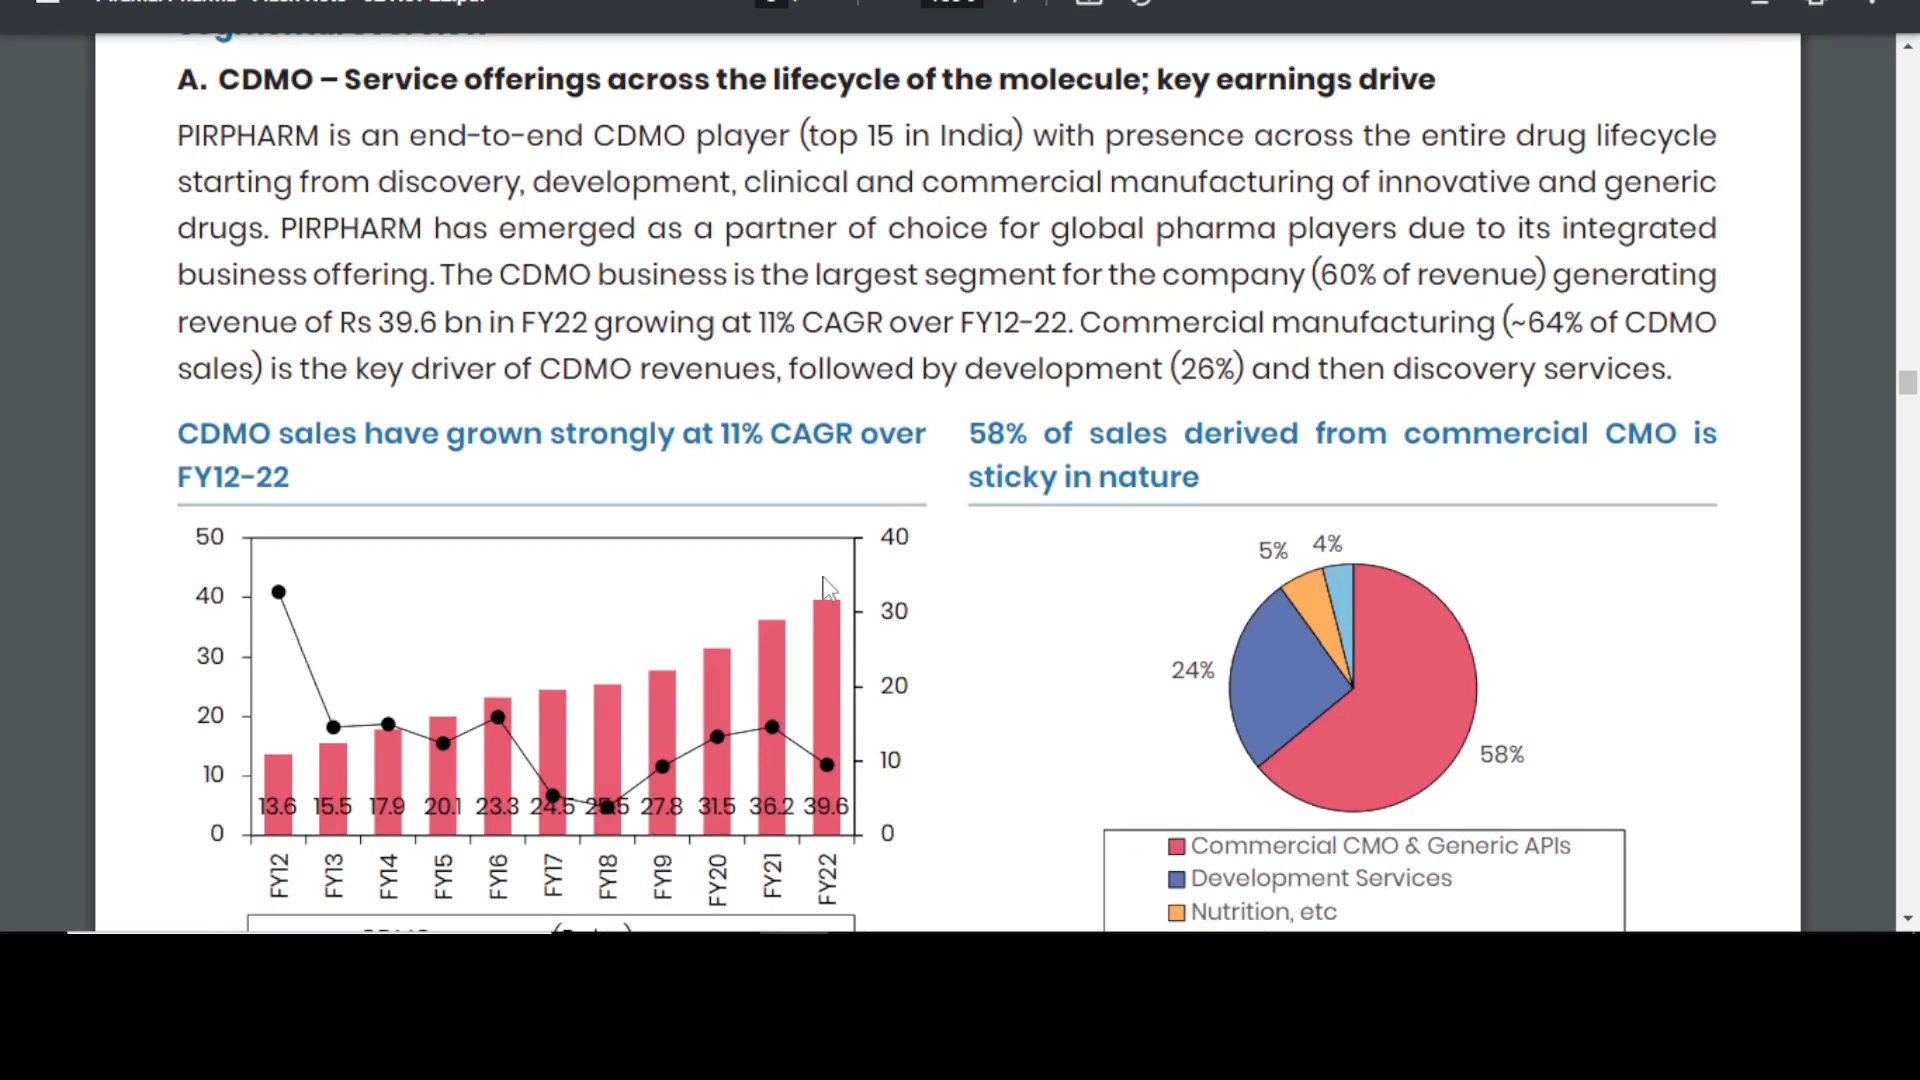 A. CDMO – Service offerings across the lifecycle of the molecule; key earnings drive
PIRPHARM is an end-to-end CDMO player (top 15 in India) with presence across the entire drug lifecycle
starting from discovery, development, clinical and commercial manufacturing of innovative and generic
drugs. PIRPHARM has emerged as a partner of choice for global pharma players due to its integrated
business offering. The CDMO business is the largest segment for the company (60% of revenue) generating
revenue of Rs 39.6 bn in FY22 growing at 11% CAGR over FY12-22. Commercial manufacturing (~64% of CDMO
sales) is the key driver of CDMO revenues, followed by development (26%) and then discovery services.
CDMO sales have grown strongly at 11% CAGR over
FY12-22
50
40
30
20
10
0
40
30
20
10
0
13.6 15.5 17.9 20.1 23.3 24.5 25.5 27.8 31.5 36.2 39.6
FY12 FY13 FY14 FY15 FY16 FY17 FY18 FY19 FY20 FY21 FY22
58% of sales derived from commercial CMO is
sticky in nature
5% 4%
24%
58%
Commercial CMO & Generic APIs
Development Services
Nutrition, etc